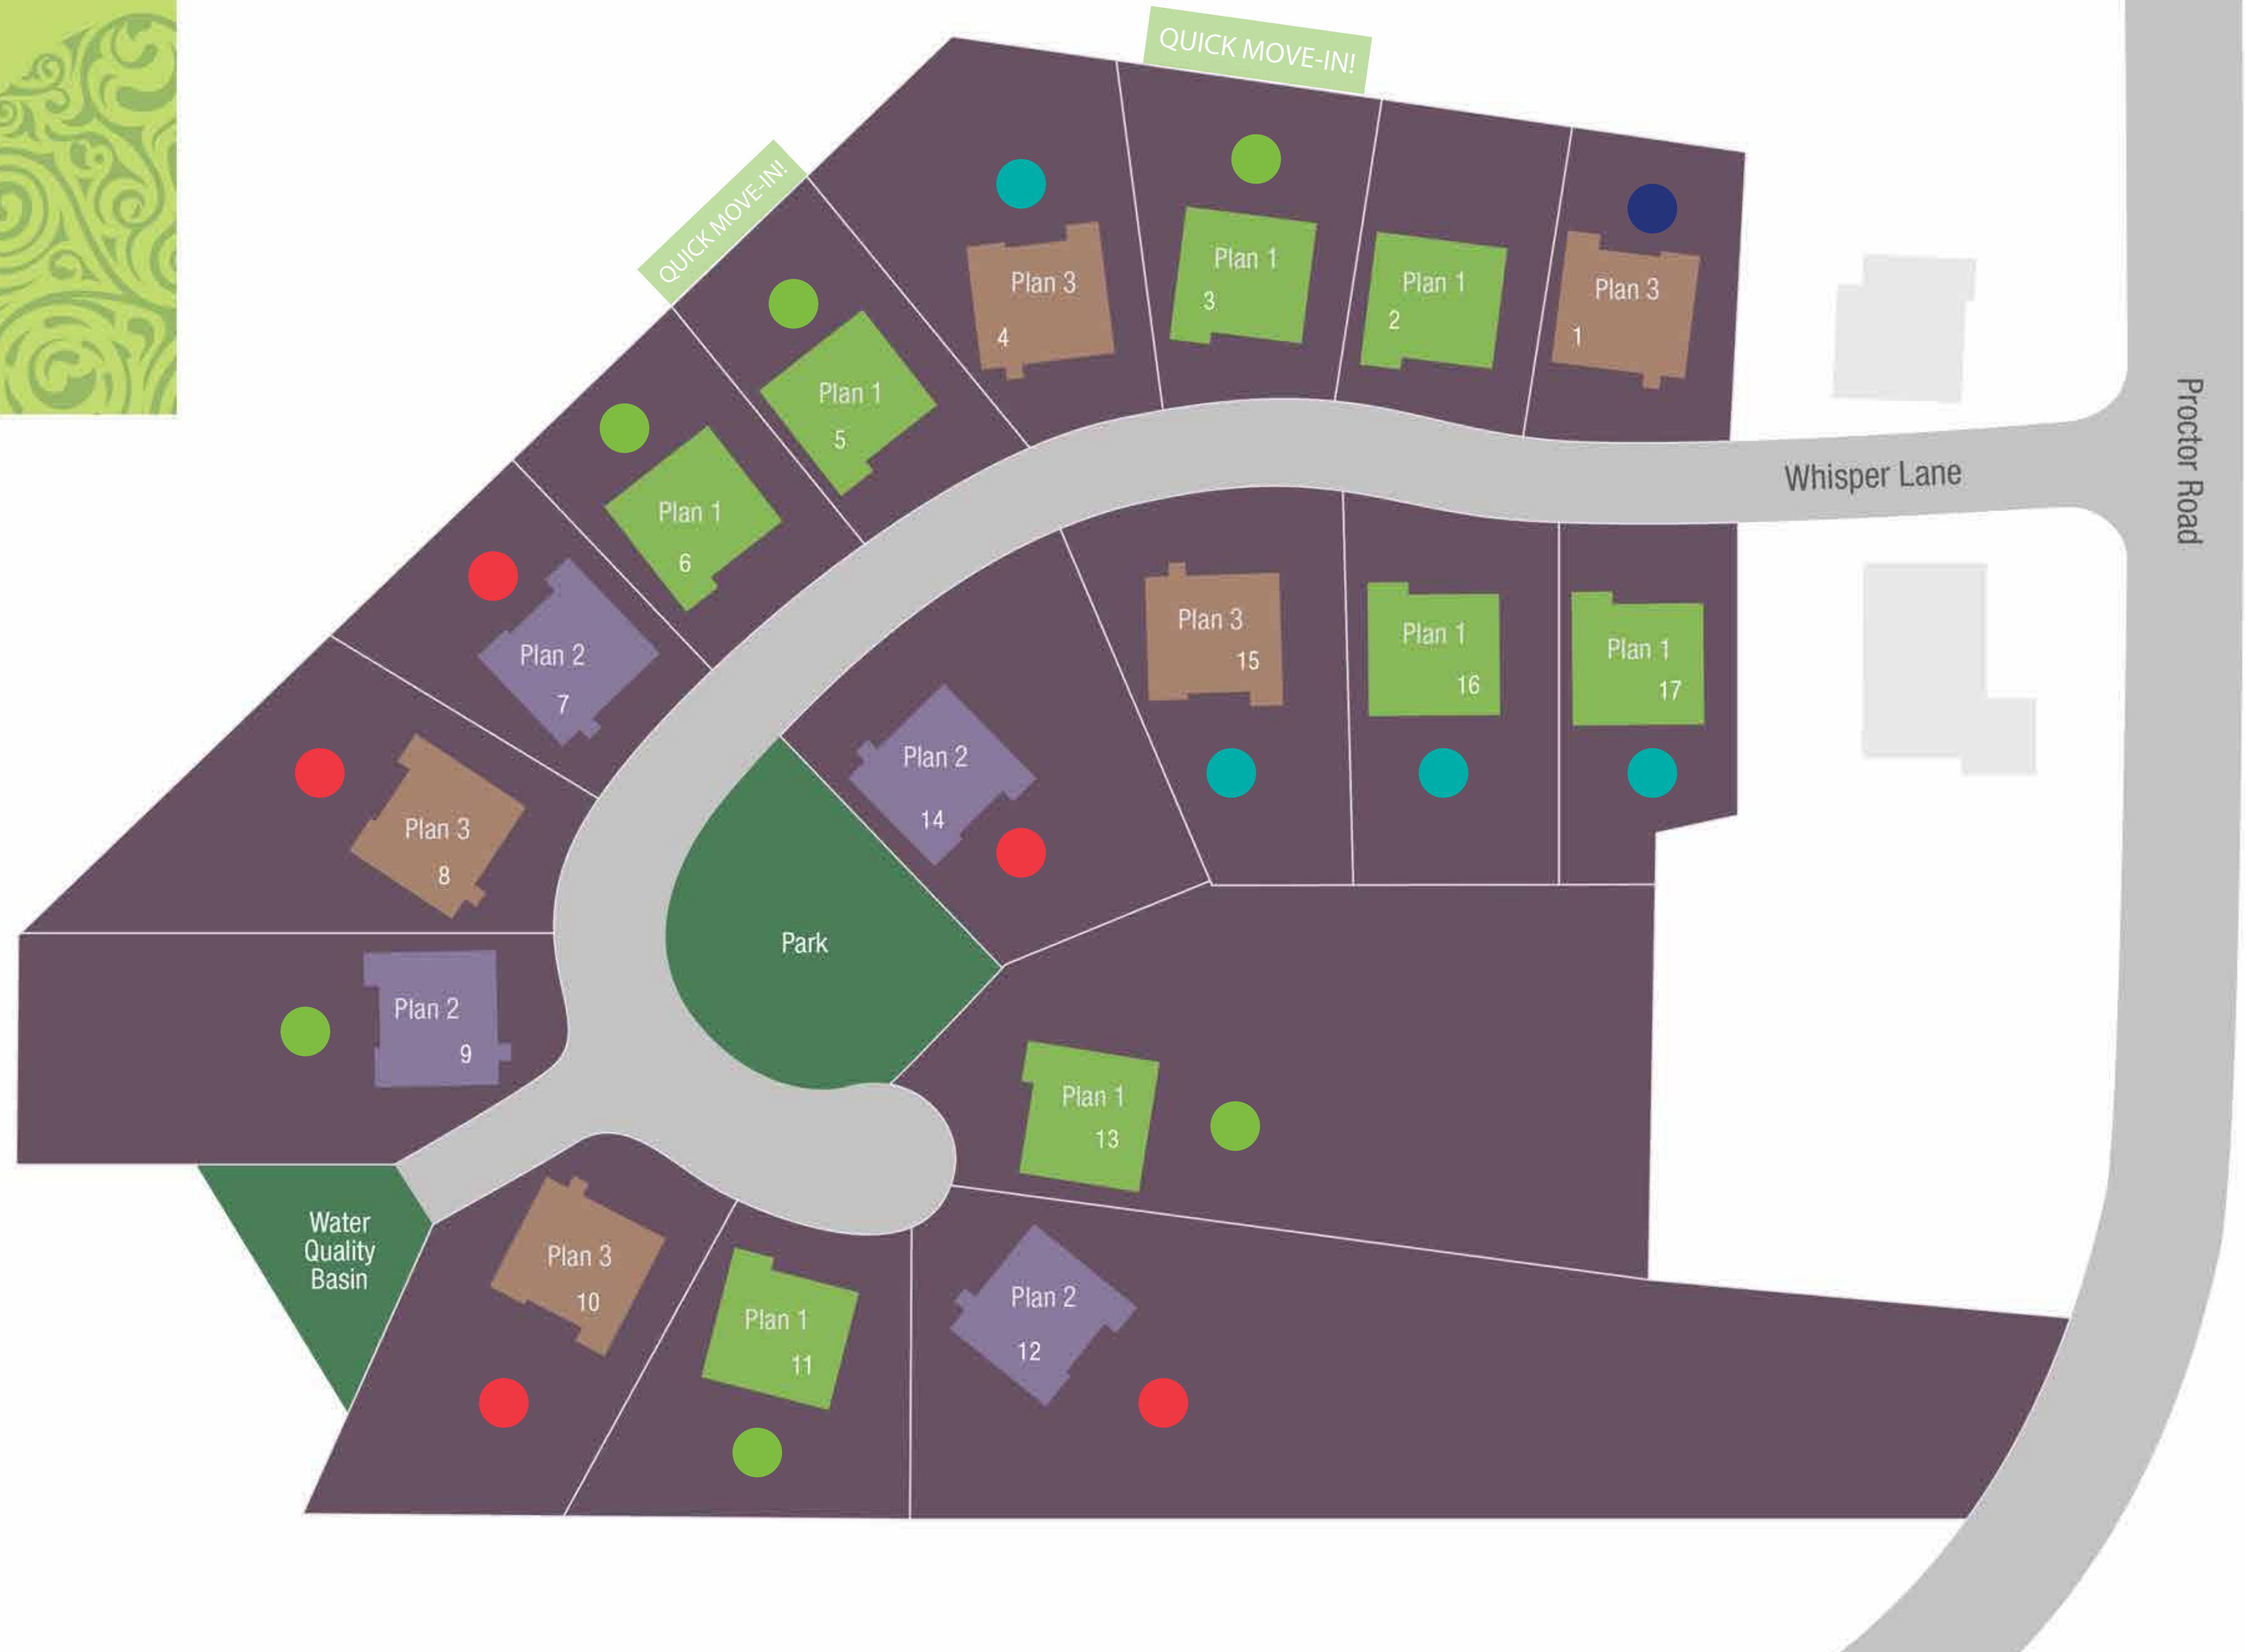 QUICK MOVE-IN!
QUICK MOVE-IN!
Plan 3
4
Plan 1
3
Plan 1
2
Plan 3
1
Plan 1
5
Plan 1
6
Plan 2
7
Plan 3
8
Plan 2
9
Whisper Lane
Proctor Road
Plan 3
15
Plan 1
16
Plan 1
17
Plan 2
14
Park
Plan 1
13
Water
Quality
Basin
Plan 3
10
Plan 1
11
Plan 2
12